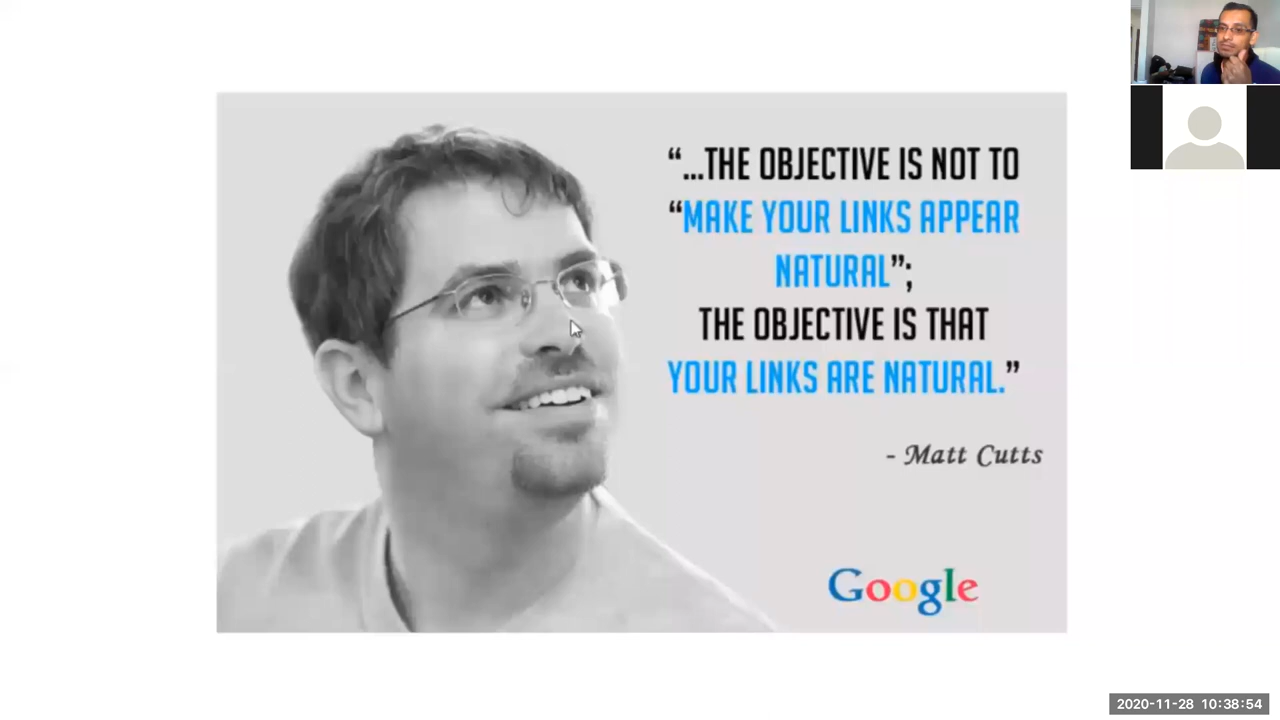 “...THE OBJECTIVE IS NOT TO
“MAKE YOUR LINKS APPEAR
NATURAL”;
THE OBJECTIVE IS THAT
YOUR LINKS ARE NATURAL.”
- Matt Cutts
Google
2020-11-28 10:38:54